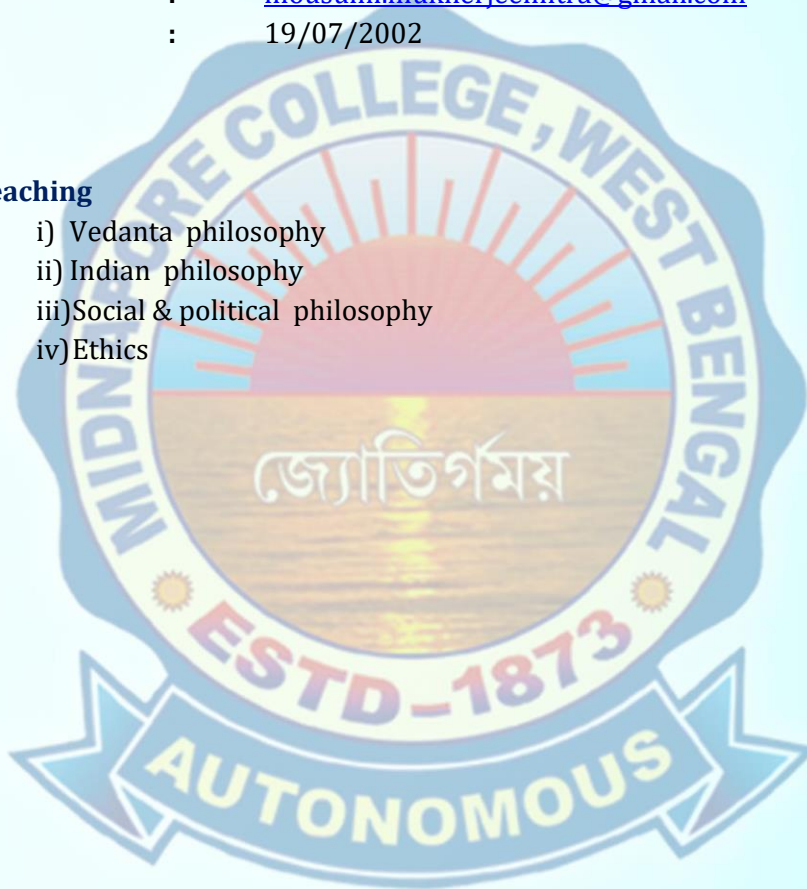 : 19/07/2002
eaching
i) Vedanta philosophy
ii) Indian philosophy
iii)Social & political philosophy
iv)Ethics
MIDNAPORE COLLEGE, WEST BENGAL
জ্যোতির্গময়
ESTD-1873
AUTONOMOUS